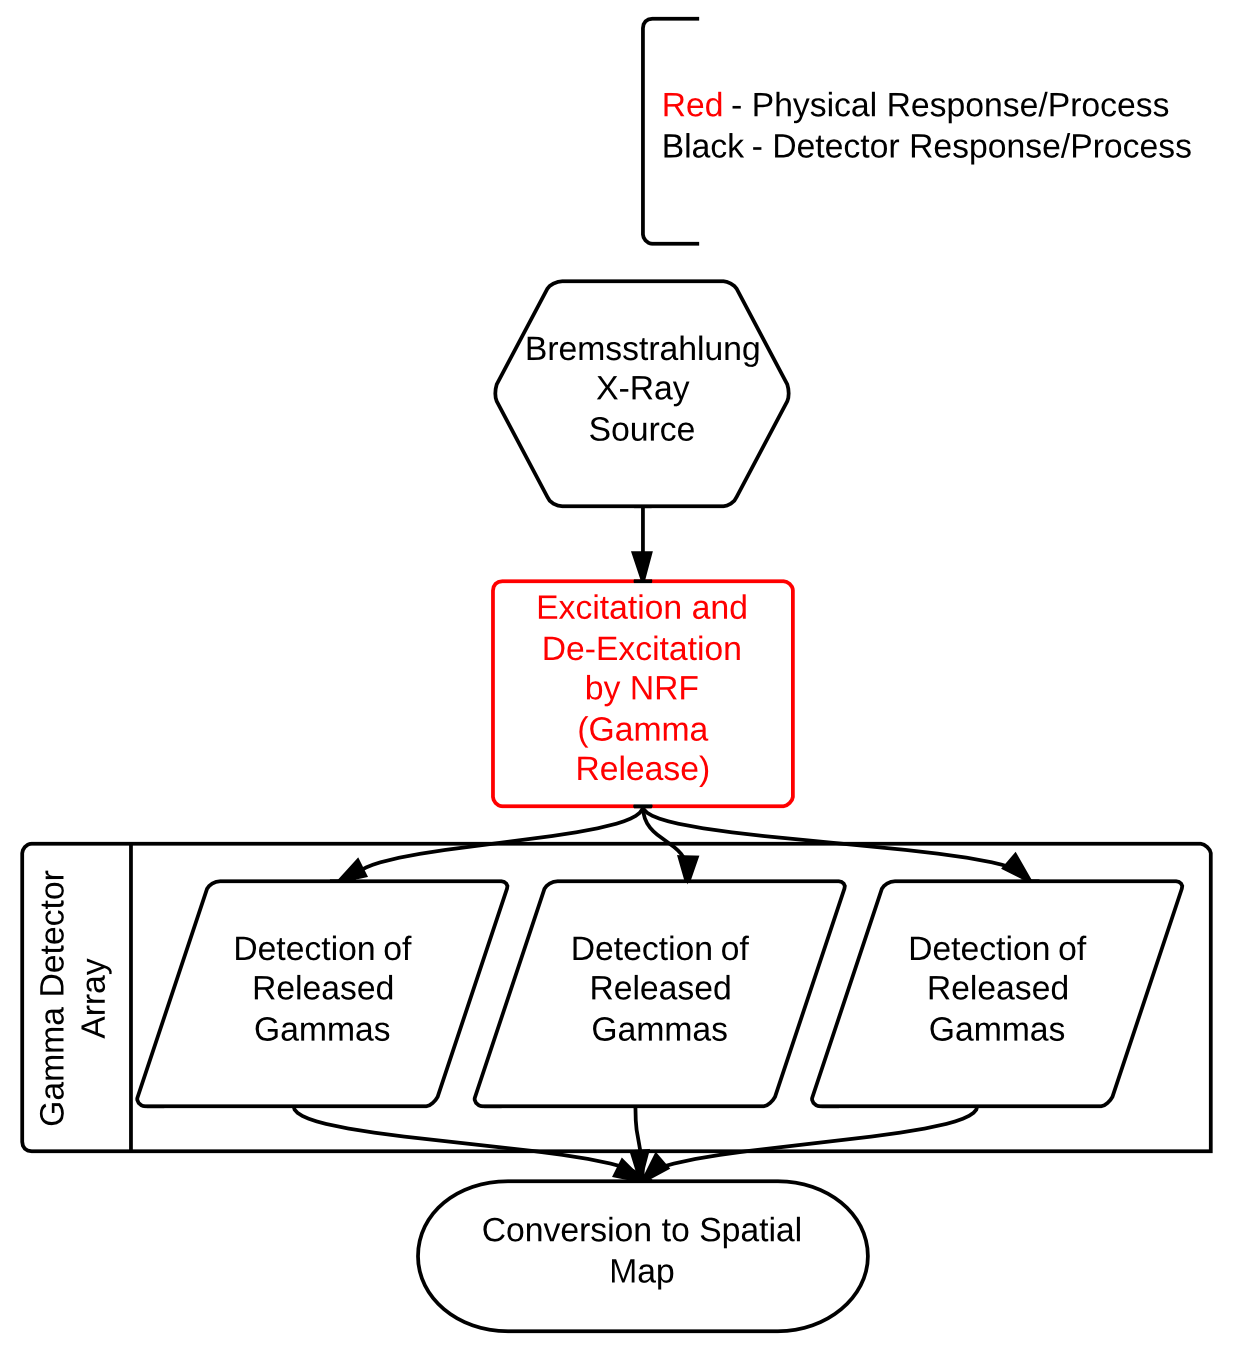 Red - Physical Response/Process
Black - Detector Response/Process
Bremsstrahlung
X-Ray
Source
Excitation and
De-Excitation
by NRF
(Gamma
Release)
Gamma Detector
Array
Detection of
Released
Gammas
Detection of
Released
Gammas
Detection of
Released
Gammas
Conversion to Spatial
Map